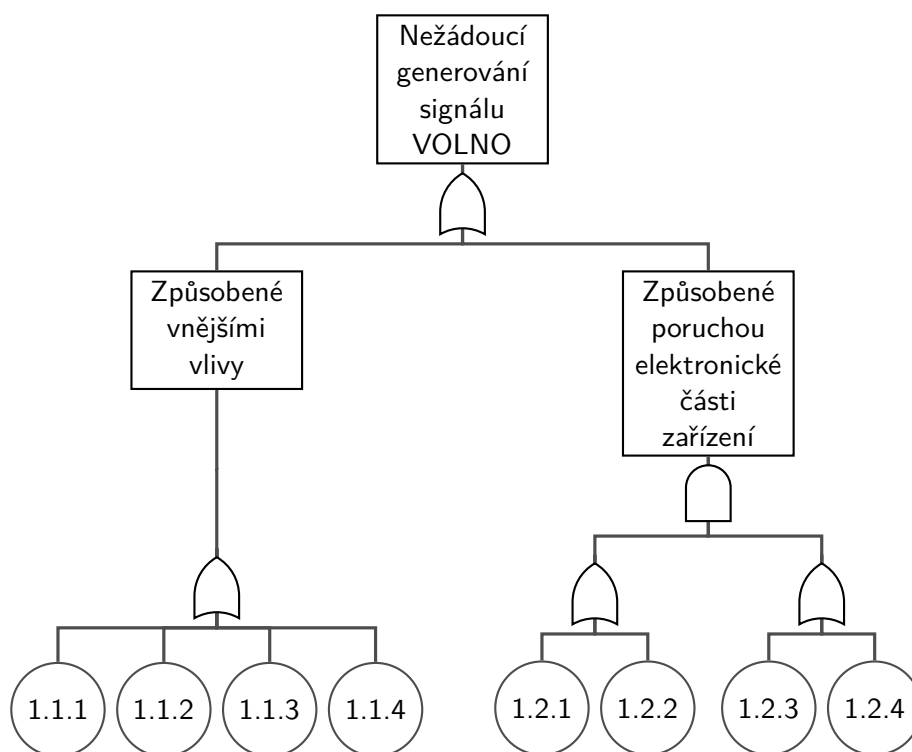 Nežádoucí
generování
signálu
VOLNO
Způsobené
vnějšími
vlivy
Způsobené
poruchou
elektronické
části
zařízení
1.1.1
1.1.2
1.1.3
1.1.4
1.2.1
1.2.2
1.2.3
1.2.4